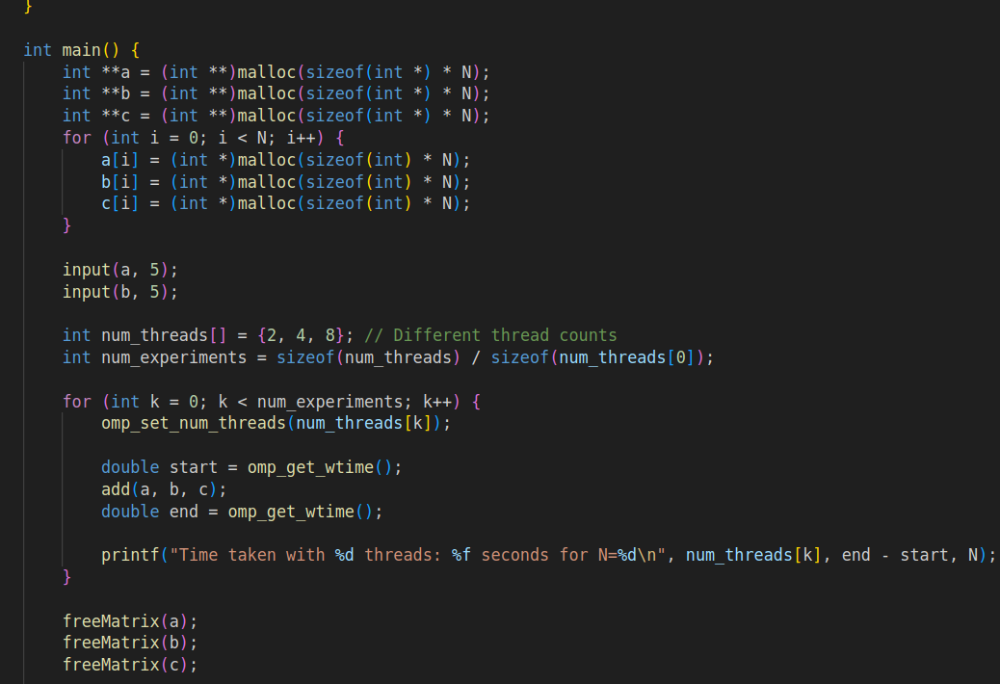 }
int main() {
    int **a = (int **)malloc(sizeof(int *) * N);
    int **b = (int **)malloc(sizeof(int *) * N);
    int **c = (int **)malloc(sizeof(int *) * N);
    for (int i = 0; i < N; i++) {
        a[i] = (int *)malloc(sizeof(int) * N);
        b[i] = (int *)malloc(sizeof(int) * N);
        c[i] = (int *)malloc(sizeof(int) * N);
    }
    input(a, 5);
    input(b, 5);
    int num_threads[] = {2, 4, 8}; // Different thread counts
    int num_experiments = sizeof(num_threads) / sizeof(num_threads[0]);
    for (int k = 0; k < num_experiments; k++) {
        omp_set_num_threads(num_threads[k]);
        double start = omp_get_wtime();
        add(a, b, c);
        double end = omp_get_wtime();
        printf("Time taken with %d threads: %f seconds for N=%d\n", num_threads[k], end - start, N);
    }
    freeMatrix(a);
    freeMatrix(b);
    freeMatrix(c);